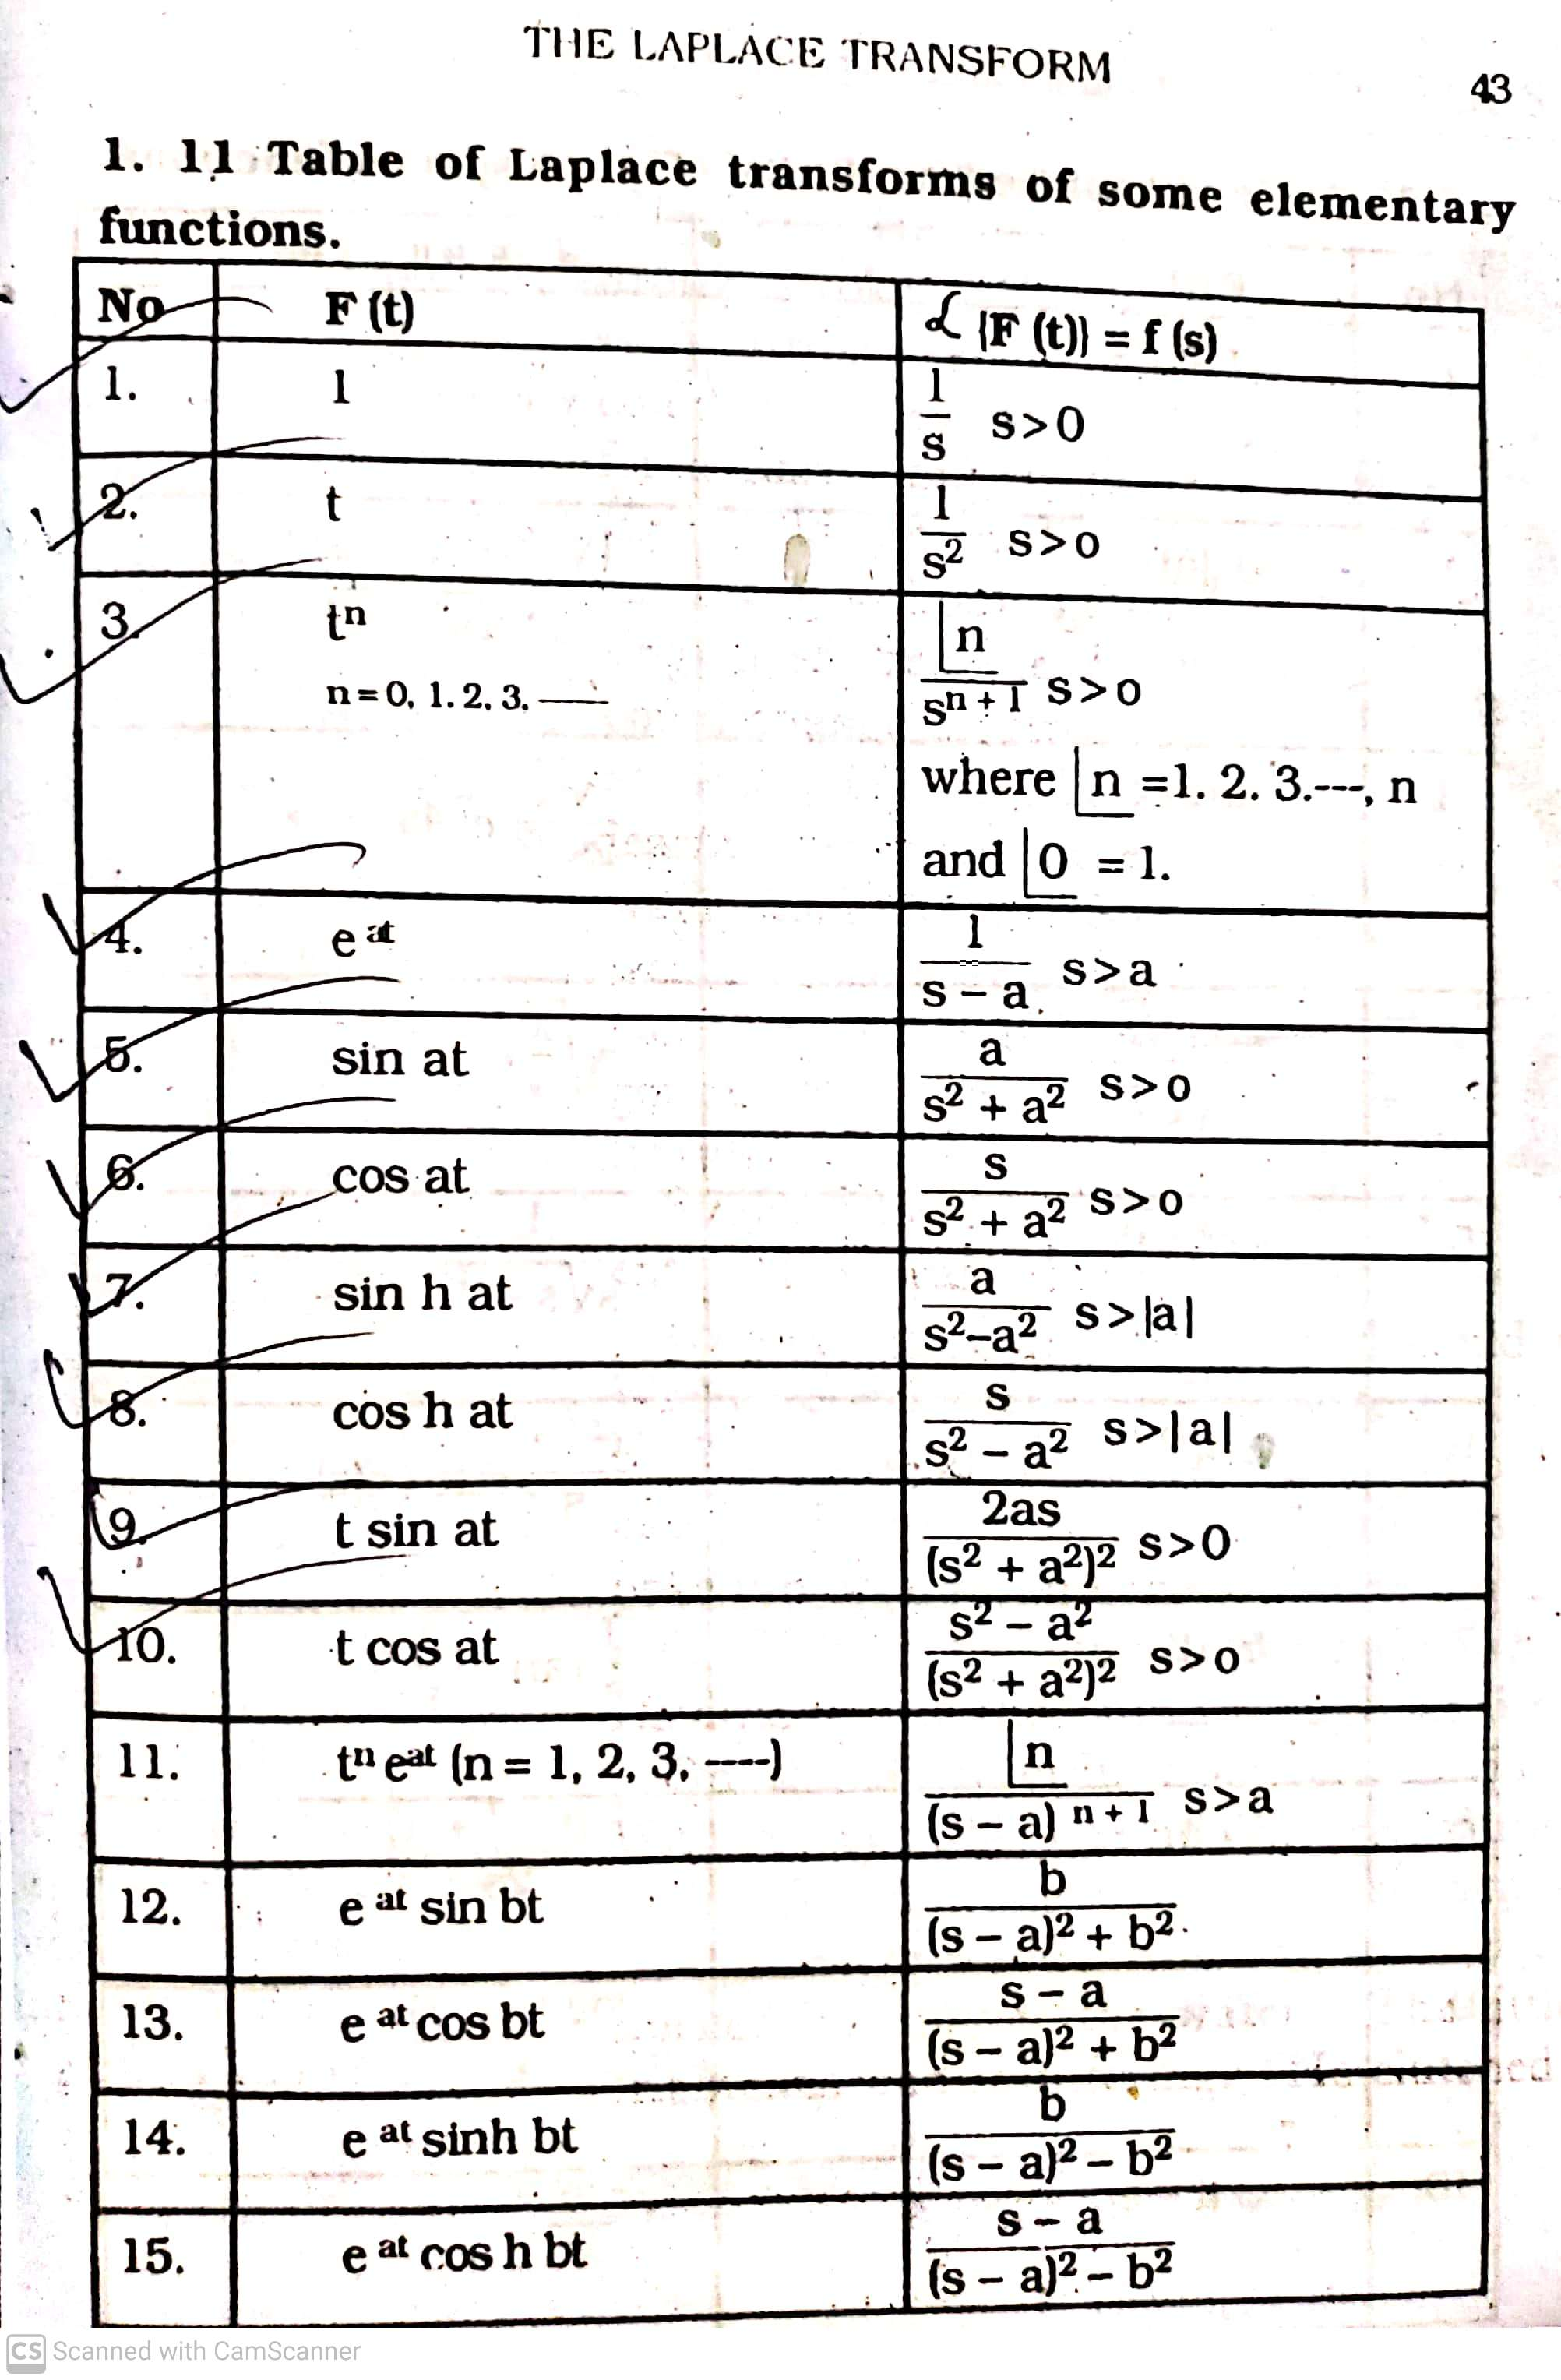 THE LAPLACE TRANSFORM
43
1. 11 Table of Laplace transforms of some elementary
functions.
No F (t) ℒ {F (t)} = f (s)
1. 1 1/s s>0
2. t 1/s² s>o
3. tⁿ |n / sⁿ⁺¹ s>o
n=0, 1. 2, 3. ——
where |n =1. 2. 3.---, n
and |0 = 1.
4. e^at 1/(s – a) s>a
5. sin at a/(s² + a²) s>o
6. cos at s/(s² + a²) s>o
7. sin h at a/(s²–a²) s>|a|
8. cos h at s/(s² – a²) s>|a|
9. t sin at 2as/(s² + a²)² s>0
10. t cos at (s² – a²)/(s² + a²)² s>o
11. tⁿ e^at (n = 1, 2, 3, ----) |n / (s – a)ⁿ⁺¹ s>a
12. e^at sin bt b/((s – a)² + b²)
13. e^at cos bt (s – a)/((s – a)² + b²)
14. e^at sinh bt b/((s – a)² – b²)
15. e^at cos h bt (s – a)/((s – a)² – b²)
CS Scanned with CamScanner